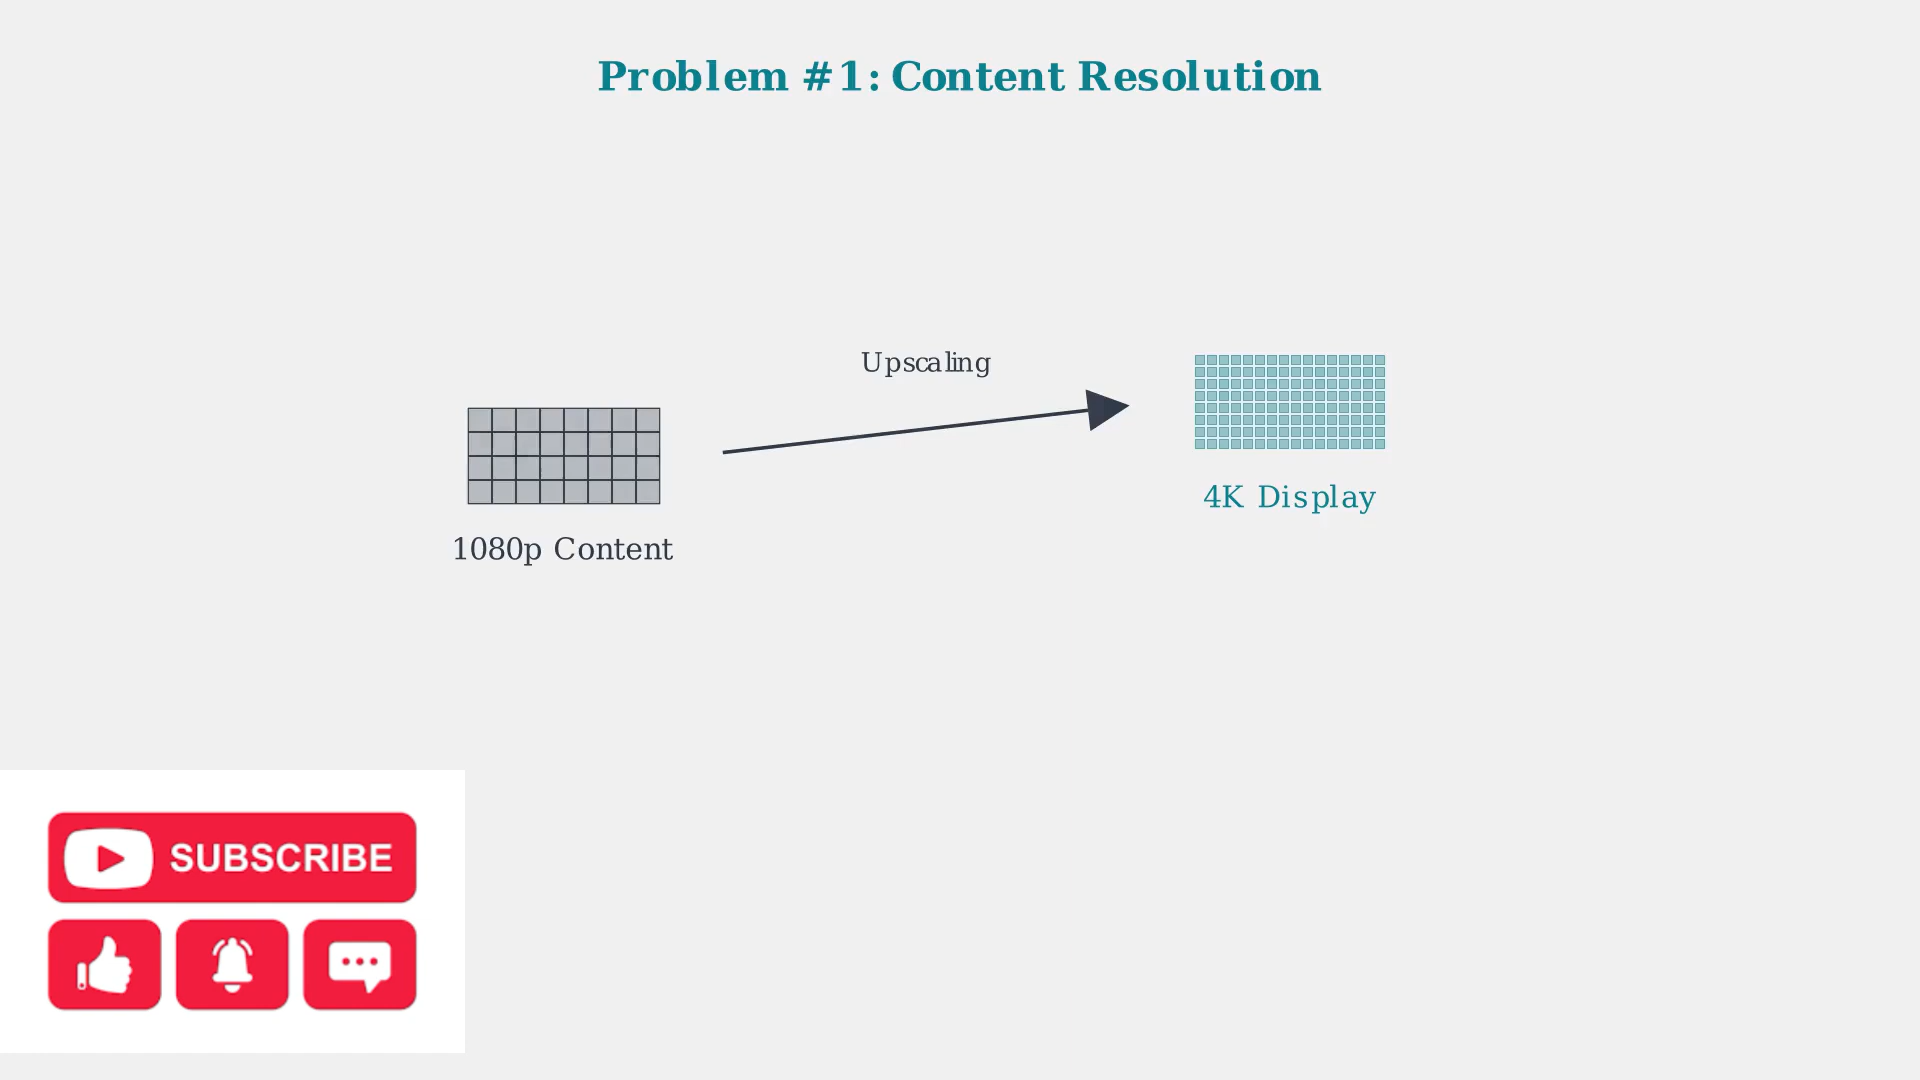 Problem #1: Content Resolution
Upscaling
4K Display
1080p Content
SUBSCRIBE